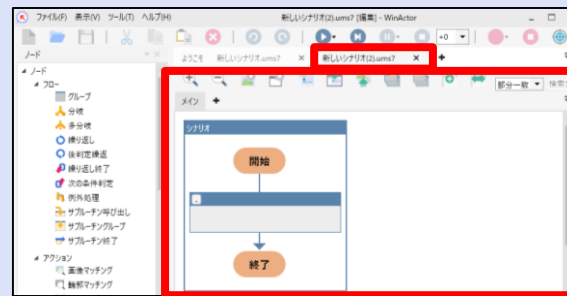 ファイル(F) 表示(V) ツール(T) ヘルプ(H)
新しいシナリオ(2).ums7 [編集] - WinActor
+0
ノード
ようこそ 新しいシナリオ.ums7 × 新しいシナリオ(2).ums7 × +
部分一致
メイン +
ノード
フロー
グループ
分岐
多分岐
繰り返し
後判定繰返
繰り返し終了
次の条件判定
例外処理
サブルーチン呼び出し
サブルーチングループ
サブルーチン終了
アクション
画像マッチング
輪郭マッチング
シナリオ
開始
終了